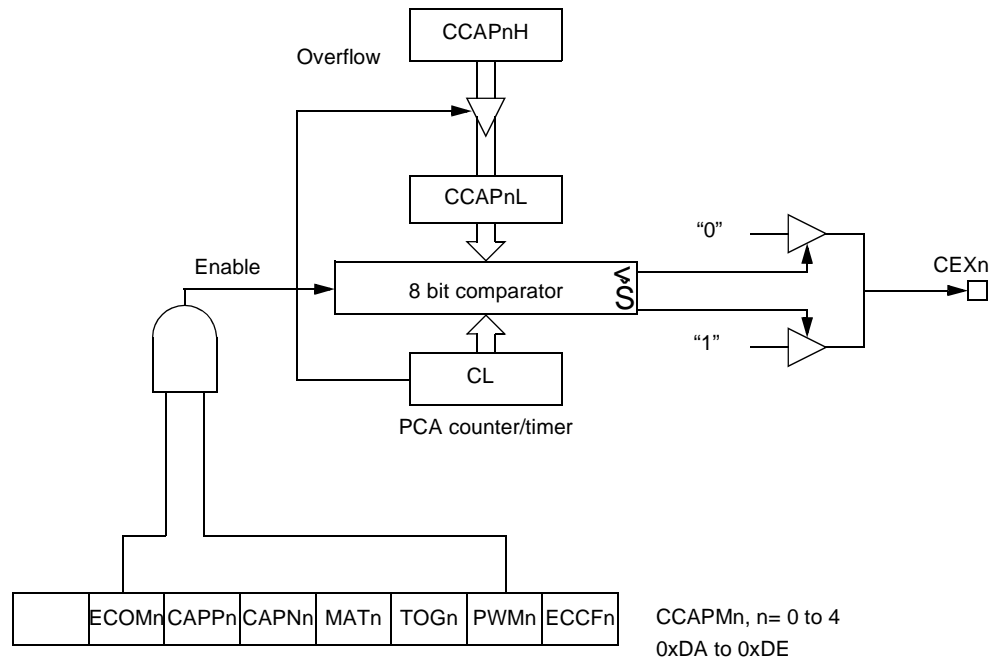 CCAPnH
Overflow
CCAPnL
“0”
Enable
8 bit comparator
<
CEXn
“1”
CL
PCA counter/timer
ECOMn CAPPn CAPNn MATn TOGn PWMn ECCFn
CCAPMn, n= 0 to 4
0xDA to 0xDE